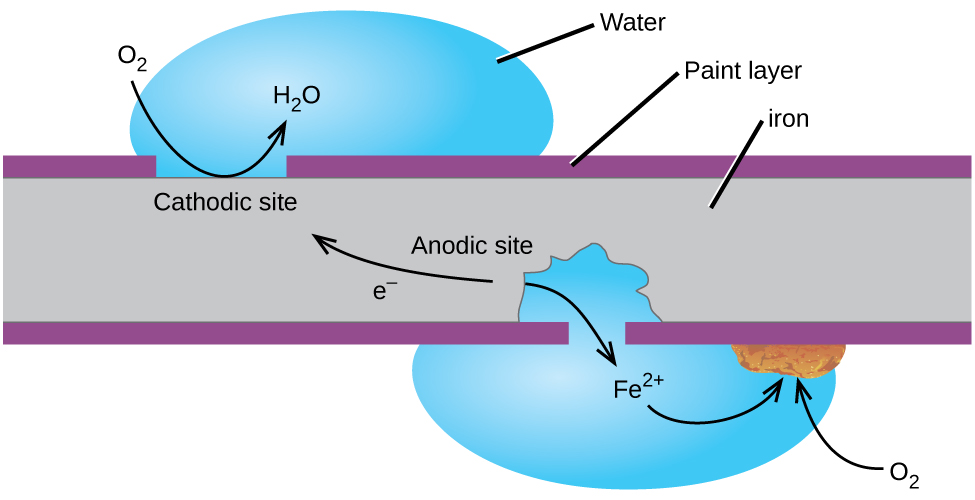 Water
O₂
Paint layer
H₂O
iron
Cathodic site
Anodic site
e⁻
Fe²⁺
O₂